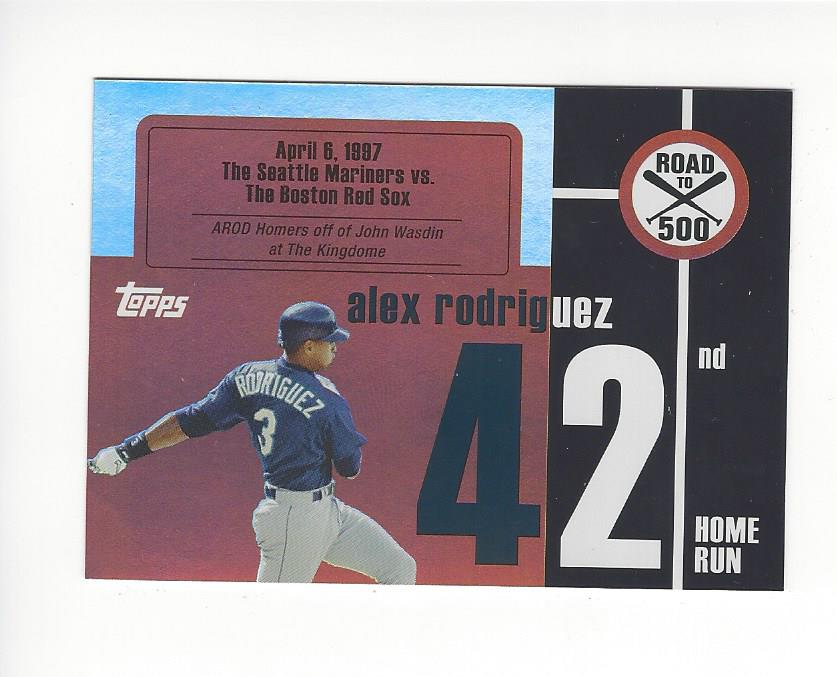 April 6, 1997
The Seattle Mariners vs.
The Boston Red Sox
AROD Homers off of John Wasdin
at The Kingdome
ROAD
TO
500
Topps
alex rodriguez
RODRIGUEZ
3
42
nd
HOME
RUN